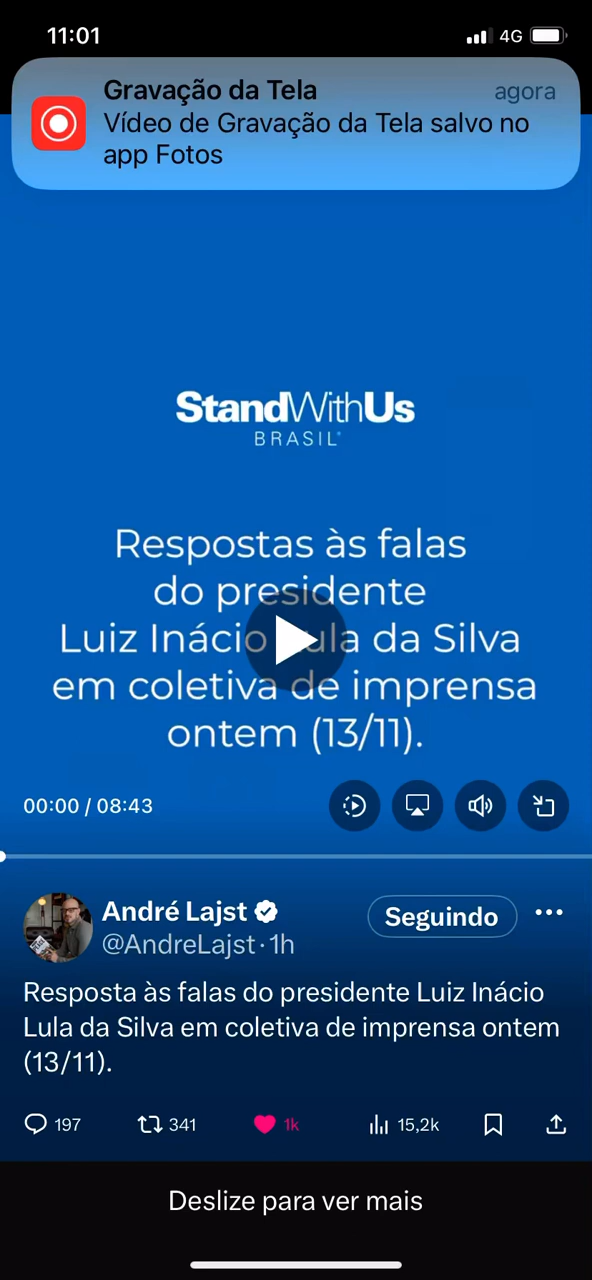 11:01
4G
Gravação da Tela
agora
Vídeo de Gravação da Tela salvo no
app Fotos
StandWithUs
BRASIL
Respostas às falas
do presidente
Luiz Inácio Lula da Silva
em coletiva de imprensa
ontem (13/11).
00:00 / 08:43
André Lajst
Seguindo
@AndreLajst · 1h
Resposta às falas do presidente Luiz Inácio
Lula da Silva em coletiva de imprensa ontem
(13/11).
197 341 1k 15,2k
Deslize para ver mais